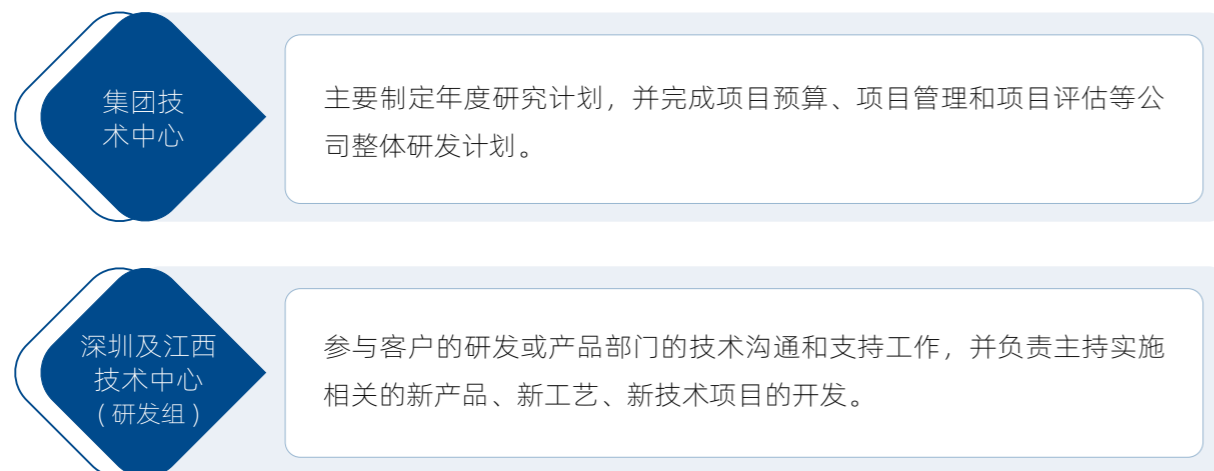 集团技
术中心
主要制定年度研究计划，并完成项目预算、项目管理和项目评估等公
司整体研发计划。
深圳及江西
技术中心
（研发组）
参与客户的研发或产品部门的技术沟通和支持工作，并负责主持实施
相关的新产品、新工艺、新技术项目的开发。